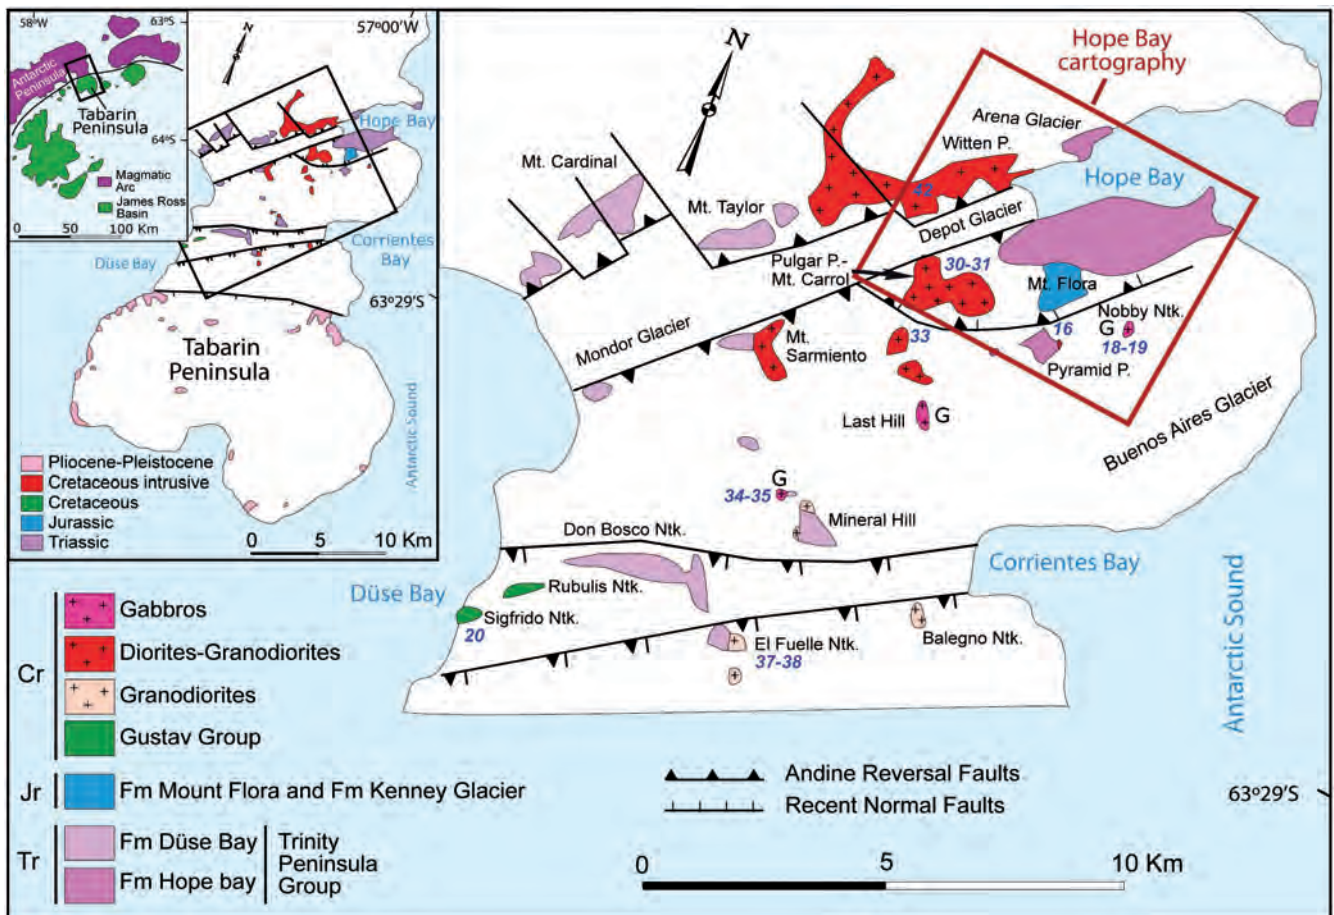 58°W
63°S
57º00'W
N
Antarctic
Peninsula
Tabarin
Peninsula
64ºS
Magmatic
Arc
James Ross
Basin
0 50 100 Km
Hope Bay
Corrientes
Bay
Düse Bay
63º29'S
Tabarin
Peninsula
Antarctic Sound
Pliocene-Pleistocene
Cretaceous intrusive
Cretaceous
Jurassic
Triassic
0 5 10 Km
N
Hope Bay
cartography
Arena Glacier
Witten P.
Hope Bay
Mt. Cardinal
42
Mt. Taylor
Depot Glacier
Pulgar P.-
Mt. Carrol
30-31
Mt. Flora
Nobby Ntk.
G
18-19
16
33
Mondor Glacier
Mt.
Sarmiento
Pyramid P.
Last Hill
G
Buenos Aires Glacier
G
34-35
Mineral Hill
Don Bosco Ntk.
Corrientes Bay
Düse Bay
Rubulis Ntk.
Sigfrido Ntk.
20
El Fuelle Ntk.
37-38
Balegno Ntk.
Antarctic Sound
Cr
Gabbros
Diorites-Granodiorites
Granodiorites
Gustav Group
Jr
Fm Mount Flora and Fm Kenney Glacier
Tr
Fm Düse Bay
Fm Hope bay
Trinity
Peninsula
Group
Andine Reversal Faults
Recent Normal Faults
63º29'S
0 5 10 Km